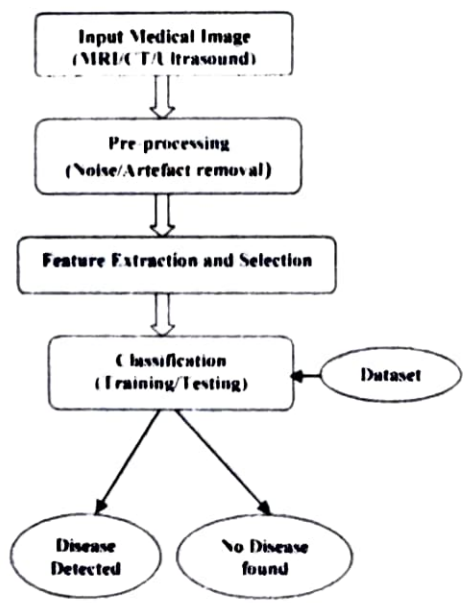 Input Medical Image
(MRI/CT/Ultrasound)
Pre-processing
(Noise/Artefact removal)
Feature Extraction and Selection
Classification
(Training/Testing)
Dataset
Disease
Detected
No Disease
found